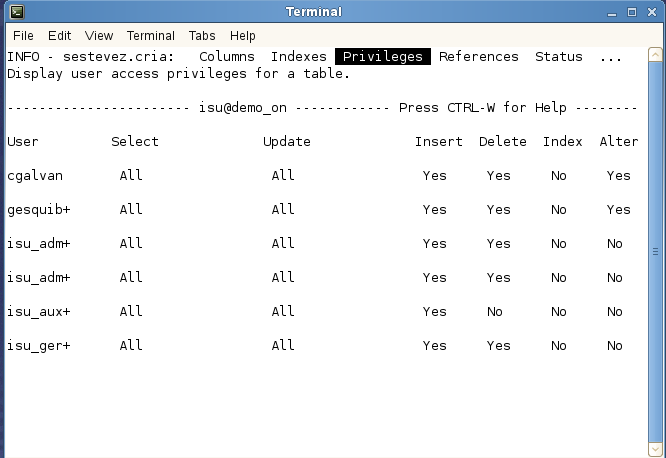 Terminal
File Edit View Terminal Tabs Help
INFO - sestevez.cria: Columns Indexes Privileges References Status ...
Display user access privileges for a table.
----------------------- isu@demo_on ------------ Press CTRL-W for Help --------
User Select Update Insert Delete Index Alter
cgalvan All All Yes Yes No Yes
gesquib+ All All Yes Yes No Yes
isu_adm+ All All Yes Yes No No
isu_adm+ All All Yes Yes No No
isu_aux+ All All Yes No No No
isu_ger+ All All Yes Yes No No